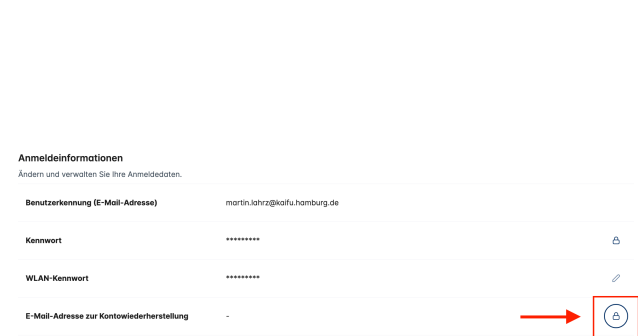 Anmeldeinformationen
Ändern und verwalten Sie Ihre Anmeldedaten.
Benutzerkennung (E-Mail-Adresse) martin.lahrz@kaifu.hamburg.de
Kennwort *********
WLAN-Kennwort *********
E-Mail-Adresse zur Kontowiederherstellung -